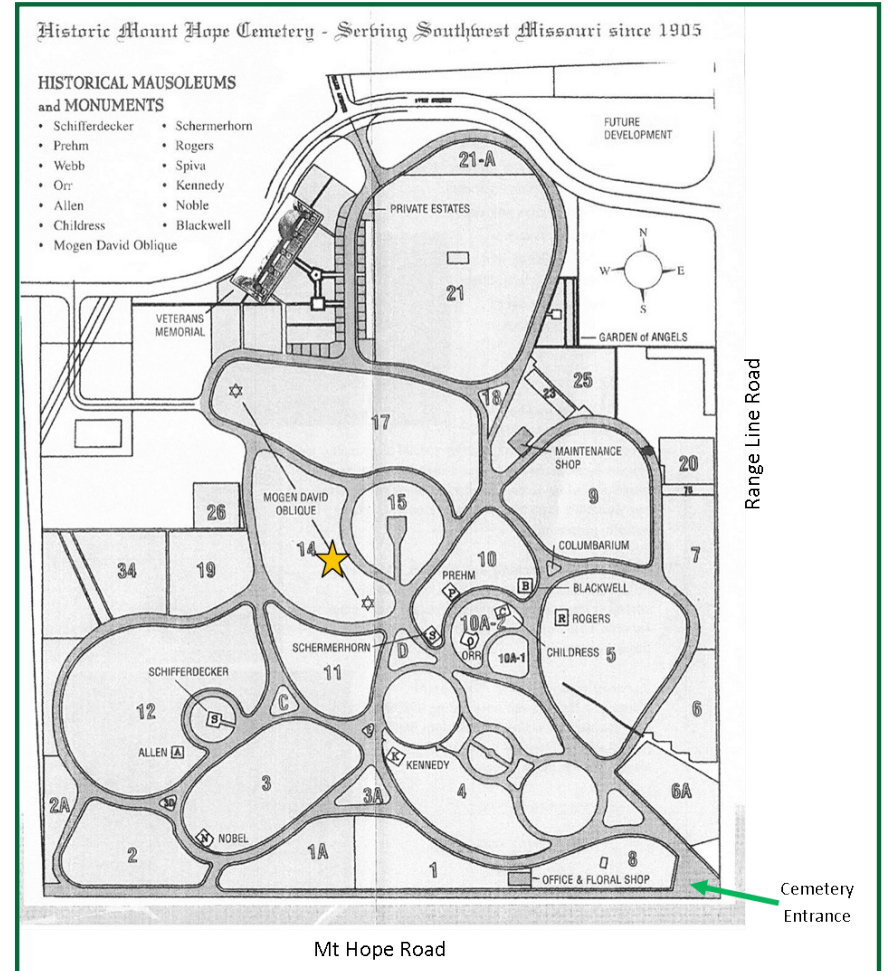 Historic Mount Hope Cemetery - Serving Southwest Missouri since 1905
HISTORICAL MAUSOLEUMS
and MONUMENTS
• Schifferdecker
• Schermerhorn
• Prehm
• Rogers
• Webb
• Spiva
• Orr
• Kennedy
• Allen
• Noble
• Childress
• Blackwell
• Mogen David Oblique
FUTURE
DEVELOPMENT
21-A
PRIVATE ESTATES
N
W
E
S
21
VETERANS
MEMORIAL
GARDEN of ANGELS
25
23
18
17
Range Line Road
MAINTENANCE
SHOP
20
MOGEN DAVID
OBLIQUE
15
9
26
14
COLUMBARIUM
7
10
34
19
PREHM
P
B
BLACKWELL
C
R
ROGERS
10A-2
SCHERMERHORN
S
O
ORR
D
10A-1
CHILDRESS
5
11
SCHIFFERDECKER
12
S
C
6
ALLEN
A
K
KENNEDY
3
4
6A
3A
2A
N
NOBEL
2
1A
1
8
OFFICE & FLORAL SHOP
Cemetery
Entrance
Mt Hope Road